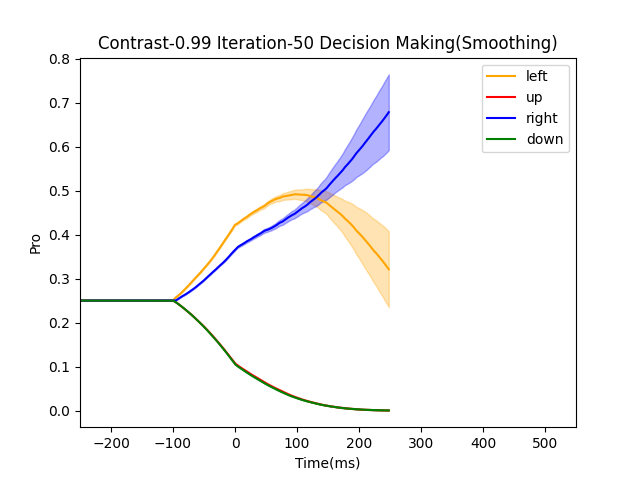 Contrast-0.99 Iteration-50 Decision Making(Smoothing)
0.8
0.7
0.6
0.5
0.4
0.3
0.2
0.1
0.0
Pro
left
up
right
down
−200 −100 0 100 200 300 400 500
Time(ms)